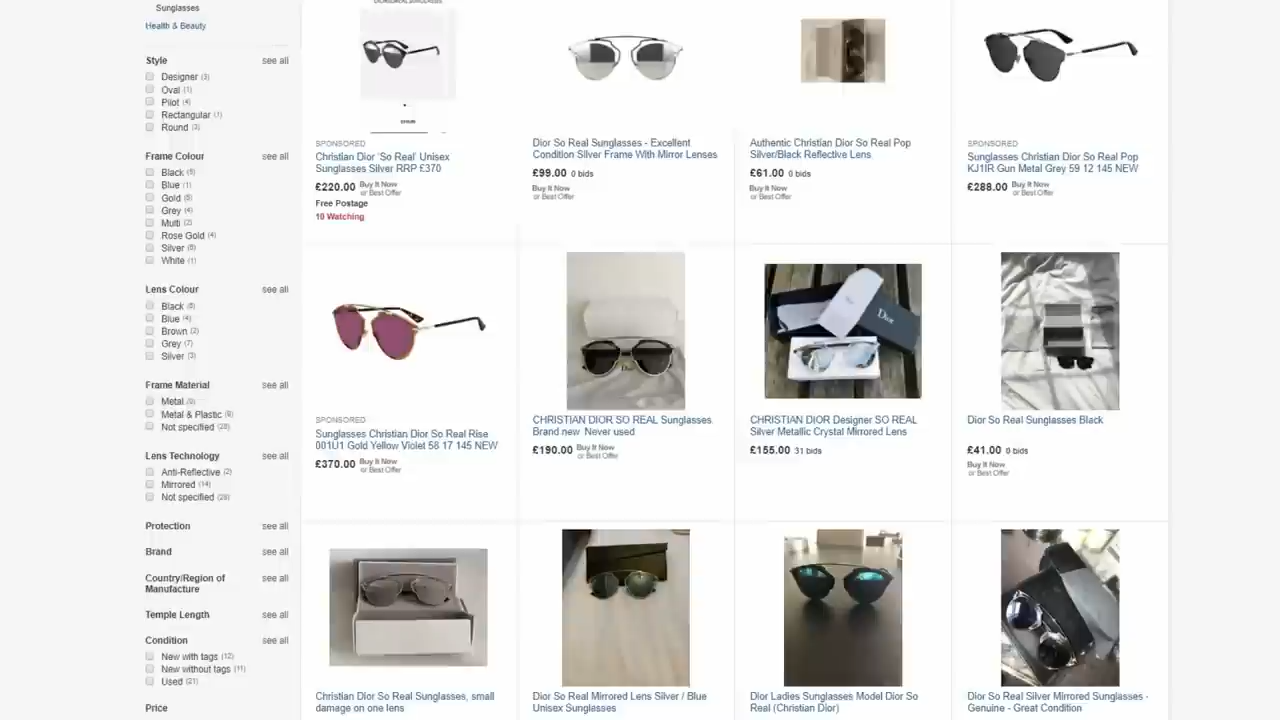 Sunglasses
Health & Beauty
Style see all
Designer (3)
Oval (1)
Pilot (4)
Rectangular (1)
Round (3)
Frame Colour see all
Black (6)
Blue (1)
Gold (5)
Grey (4)
Multi (2)
Rose Gold (4)
Silver (6)
White (1)
Lens Colour see all
Black (6)
Blue (4)
Brown (2)
Grey (7)
Silver (3)
Frame Material see all
Metal (9)
Metal & Plastic (6)
Not specified (28)
Lens Technology see all
Anti-Reflective (2)
Mirrored (14)
Not specified (28)
Protection see all
Brand see all
Country/Region of
Manufacture see all
Temple Length see all
Condition see all
New with tags (12)
New without tags (11)
Used (21)
Price
SPONSORED
Christian Dior 'So Real' Unisex
Sunglasses Silver RRP £370
£220.00 Buy It Now
or Best Offer
Free Postage
10 Watching
Dior So Real Sunglasses - Excellent
Condition Silver Frame With Mirror Lenses
£99.00 0 bids
Buy It Now
or Best Offer
Authentic Christian Dior So Real Pop
Silver/Black Reflective Lens
£61.00 0 bids
Buy It Now
or Best Offer
SPONSORED
Sunglasses Christian Dior So Real Pop
KJ1IR Gun Metal Grey 59 12 145 NEW
£288.00 Buy It Now
or Best Offer
SPONSORED
Sunglasses Christian Dior So Real Rise
001U1 Gold Yellow Violet 58 17 145 NEW
£370.00 Buy It Now
or Best Offer
CHRISTIAN DIOR SO REAL Sunglasses.
Brand new Never used
£190.00 Buy It Now
or Best Offer
Dior
CHRISTIAN DIOR Designer SO REAL
Silver Metallic Crystal Mirrored Lens
£155.00 31 bids
Dior So Real Sunglasses Black
£41.00 0 bids
Buy It Now
or Best Offer
Christian Dior So Real Sunglasses, small
damage on one lens
Dior So Real Mirrored Lens Silver / Blue
Unisex Sunglasses
Dior Ladies Sunglasses Model Dior So
Real (Christian Dior)
Dior So Real Silver Mirrored Sunglasses -
Genuine - Great Condition